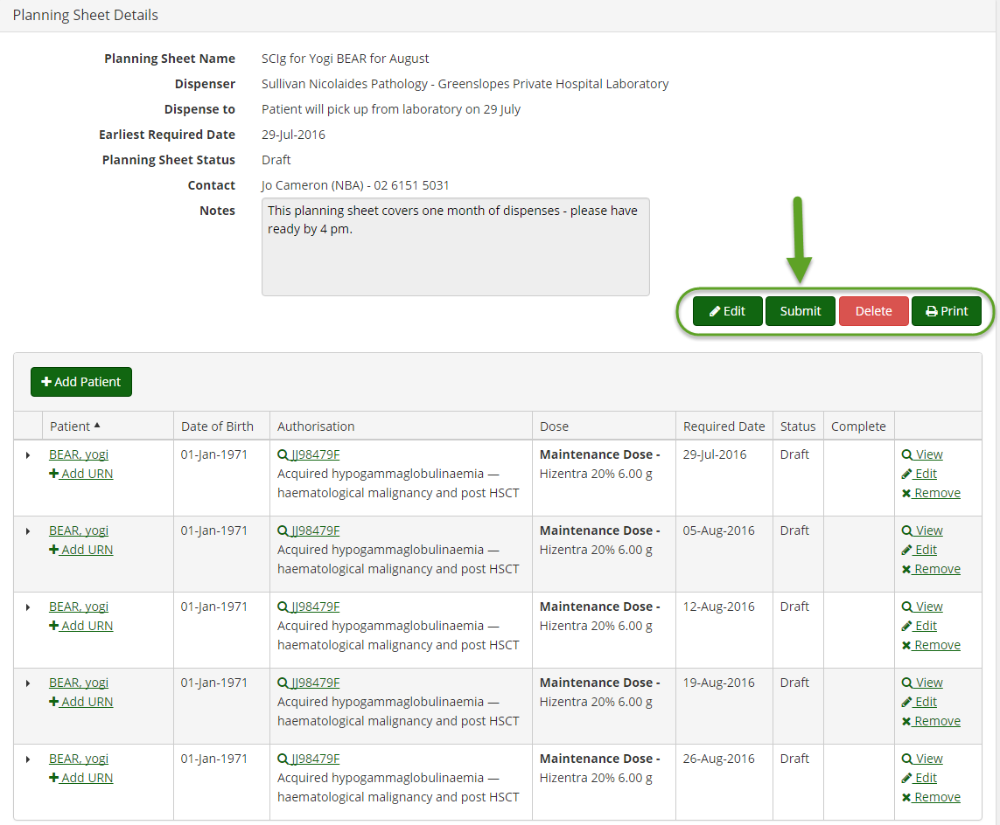 Planning Sheet Details
Planning Sheet Name SCIg for Yogi BEAR for August
Dispenser Sullivan Nicolaides Pathology - Greenslopes Private Hospital Laboratory
Dispense to Patient will pick up from laboratory on 29 July
Earliest Required Date 29-Jul-2016
Planning Sheet Status Draft
Contact Jo Cameron (NBA) - 02 6151 5031
Notes This planning sheet covers one month of dispenses - please have
ready by 4 pm.
Edit Submit Delete Print
Add Patient
Patient Date of Birth Authorisation Dose Required Date Status Complete
BEAR, yogi 01-Jan-1971 JJ98479F Maintenance Dose - 29-Jul-2016 Draft View
Add URN Acquired hypogammaglobulinaemia — Hizentra 20% 6.00 g Edit
haematological malignancy and post HSCT Remove
BEAR, yogi 01-Jan-1971 JJ98479F Maintenance Dose - 05-Aug-2016 Draft View
Add URN Acquired hypogammaglobulinaemia — Hizentra 20% 6.00 g Edit
haematological malignancy and post HSCT Remove
BEAR, yogi 01-Jan-1971 JJ98479F Maintenance Dose - 12-Aug-2016 Draft View
Add URN Acquired hypogammaglobulinaemia — Hizentra 20% 6.00 g Edit
haematological malignancy and post HSCT Remove
BEAR, yogi 01-Jan-1971 JJ98479F Maintenance Dose - 19-Aug-2016 Draft View
Add URN Acquired hypogammaglobulinaemia — Hizentra 20% 6.00 g Edit
haematological malignancy and post HSCT Remove
BEAR, yogi 01-Jan-1971 JJ98479F Maintenance Dose - 26-Aug-2016 Draft View
Add URN Acquired hypogammaglobulinaemia — Hizentra 20% 6.00 g Edit
haematological malignancy and post HSCT Remove